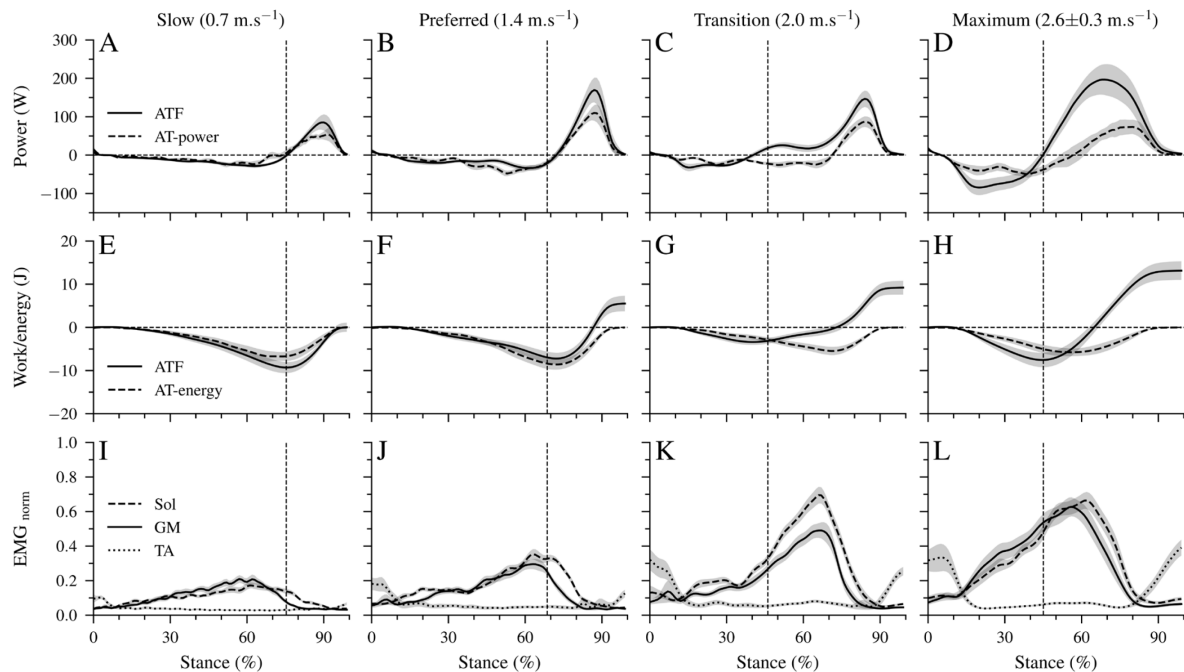 Slow (0.7 m.s⁻¹) Preferred (1.4 m.s⁻¹) Transition (2.0 m.s⁻¹) Maximum (2.6±0.3 m.s⁻¹)
A B C D
Power (W)
300
200
100
0
−100
ATF
AT-power
E F G H
Work/energy (J)
20
10
0
−10
−20
ATF
AT-energy
I J K L
EMG norm
1.0
0.8
0.6
0.4
0.2
0.0
Sol
GM
TA
0 30 60 90 0 30 60 90 0 30 60 90 0 30 60 90
Stance (%) Stance (%) Stance (%) Stance (%)